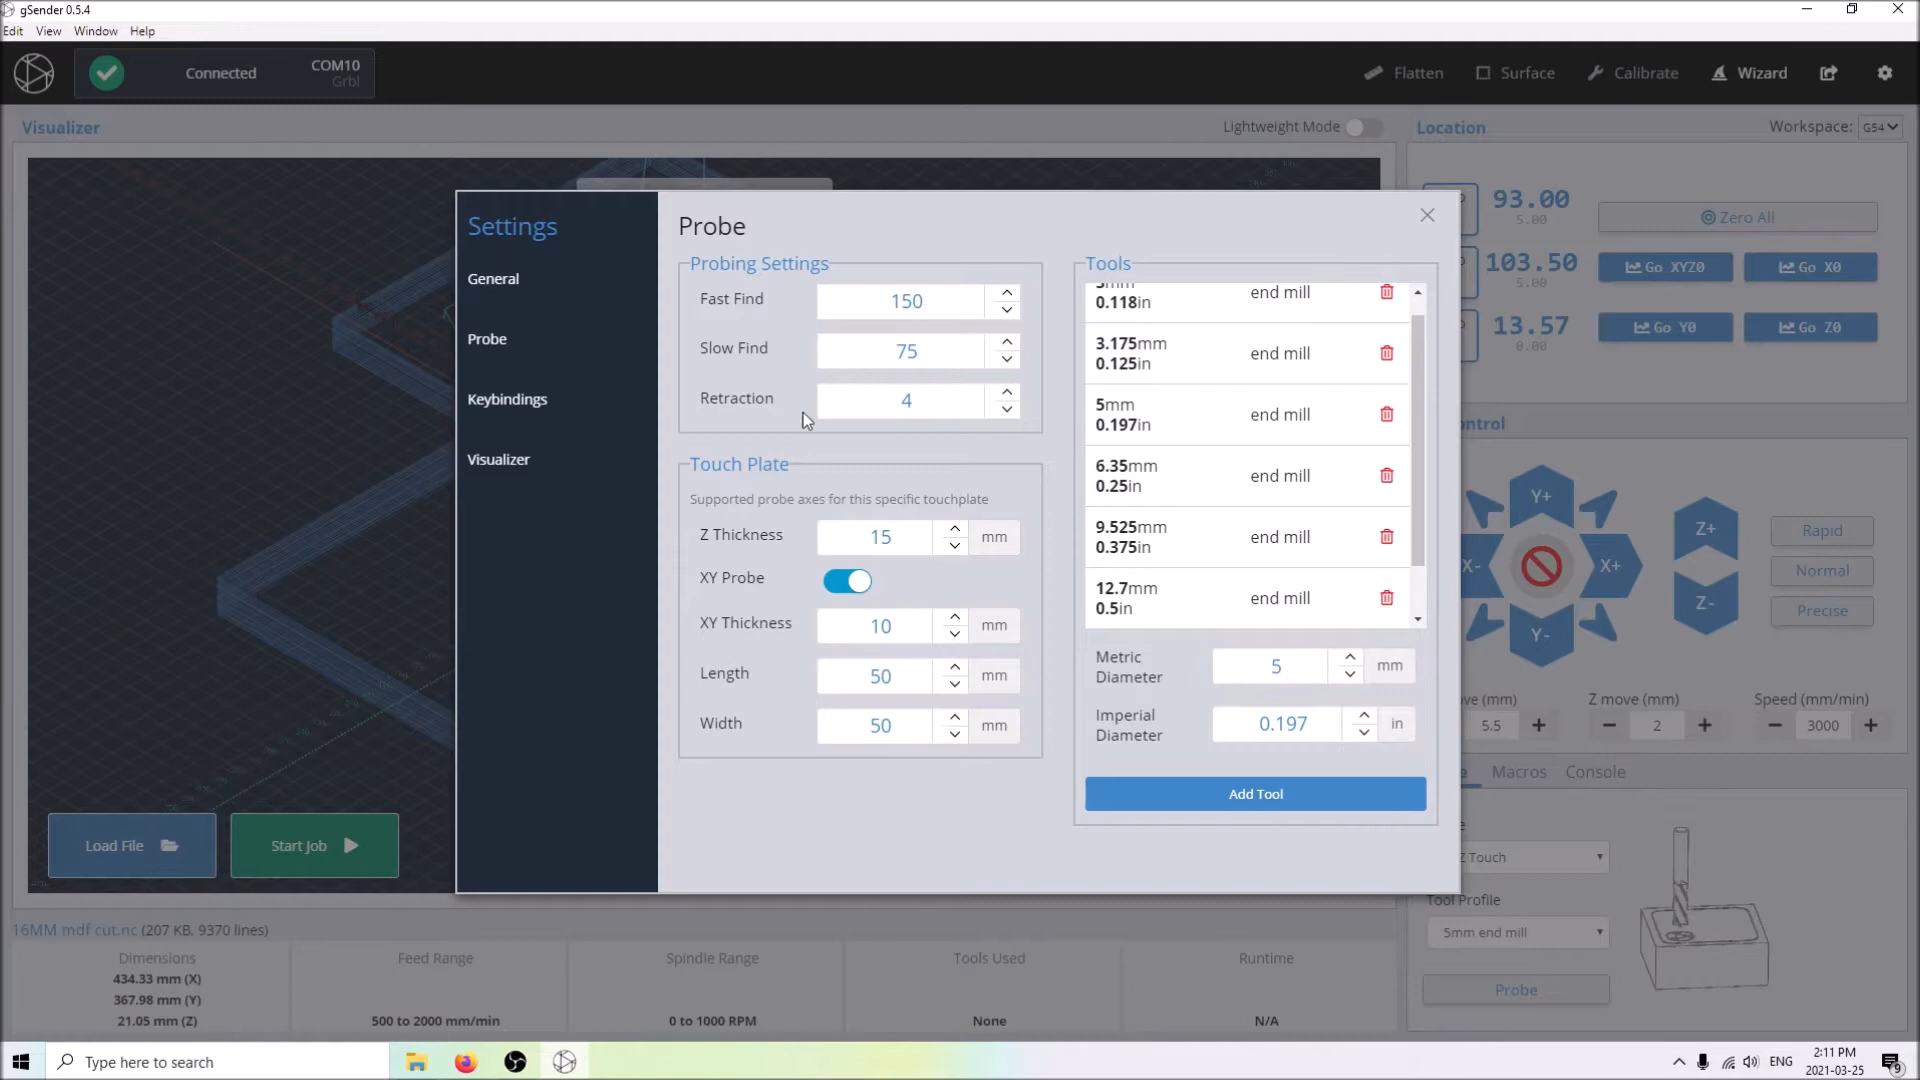 gSender 0.5.4
Edit View Window Help
Connected
COM10
Grbl
Flatten
Surface
Calibrate
Wizard
Visualizer
Lightweight Mode
Location
Workspace: G54
93.00
5.00
Zero All
103.50
5.00
Go XYZ0
Go X0
13.57
0.00
Go Y0
Go Z0
Settings
General
Probe
Keybindings
Visualizer
Probe
Probing Settings
Fast Find 150
Slow Find 75
Retraction 4
Touch Plate
Supported probe axes for this specific touchplate
Z Thickness 15 mm
XY Probe
XY Thickness 10 mm
Length 50 mm
Width 50 mm
Tools
0.118in
end mill
3.175mm
0.125in
end mill
5mm
0.197in
end mill
6.35mm
0.25in
end mill
9.525mm
0.375in
end mill
12.7mm
0.5in
end mill
Metric
Diameter
5 mm
Imperial
Diameter
0.197 in
Add Tool
Y+
X-
X+
Y-
Z+
Z-
Rapid
Normal
Precise
(mm)
Z move (mm)
Speed (mm/min)
5.5
2
3000
Macros
Console
Z Touch
Tool Profile
5mm end mill
Probe
Load File
Start Job
16MM mdf cut.nc (207 KB, 9370 lines)
Dimensions
434.33 mm (X)
367.98 mm (Y)
21.05 mm (Z)
Feed Range
500 to 2000 mm/min
Spindle Range
0 to 1000 RPM
Tools Used
None
Runtime
N/A
Type here to search
ENG
2:11 PM
2021-03-25
9